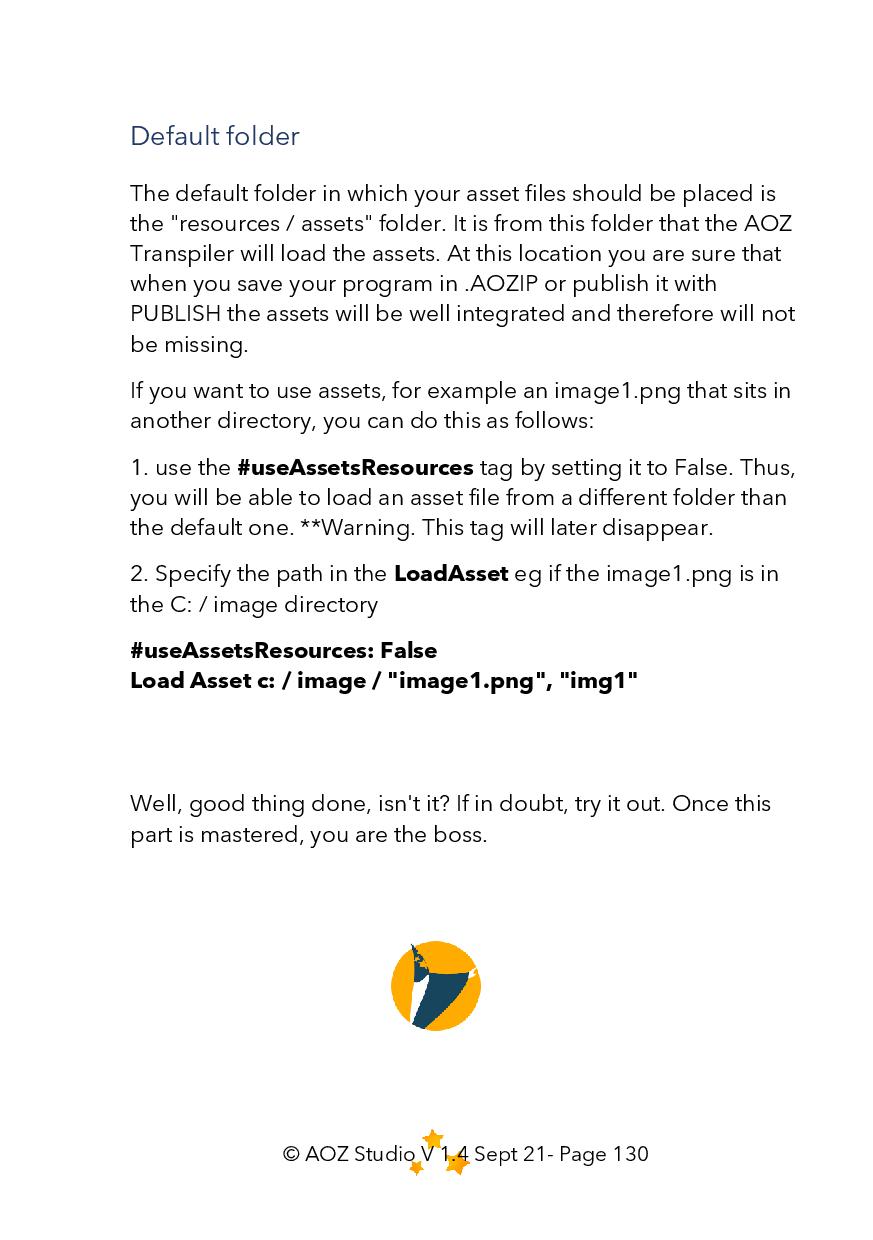 Default folder
The default folder in which your asset files should be placed is
the "resources / assets" folder. It is from this folder that the AOZ
Transpiler will load the assets. At this location you are sure that
when you save your program in .AOZIP or publish it with
PUBLISH the assets will be well integrated and therefore will not
be missing.
If you want to use assets, for example an image1.png that sits in
another directory, you can do this as follows:
1. use the #useAssetsResources tag by setting it to False. Thus,
you will be able to load an asset file from a different folder than
the default one. **Warning. This tag will later disappear.
2. Specify the path in the LoadAsset eg if the image1.png is in
the C: / image directory
#useAssetsResources: False
Load Asset c: / image / "image1.png", "img1"
Well, good thing done, isn't it? If in doubt, try it out. Once this
part is mastered, you are the boss.
© AOZ Studio V 1.4 Sept 21- Page 130